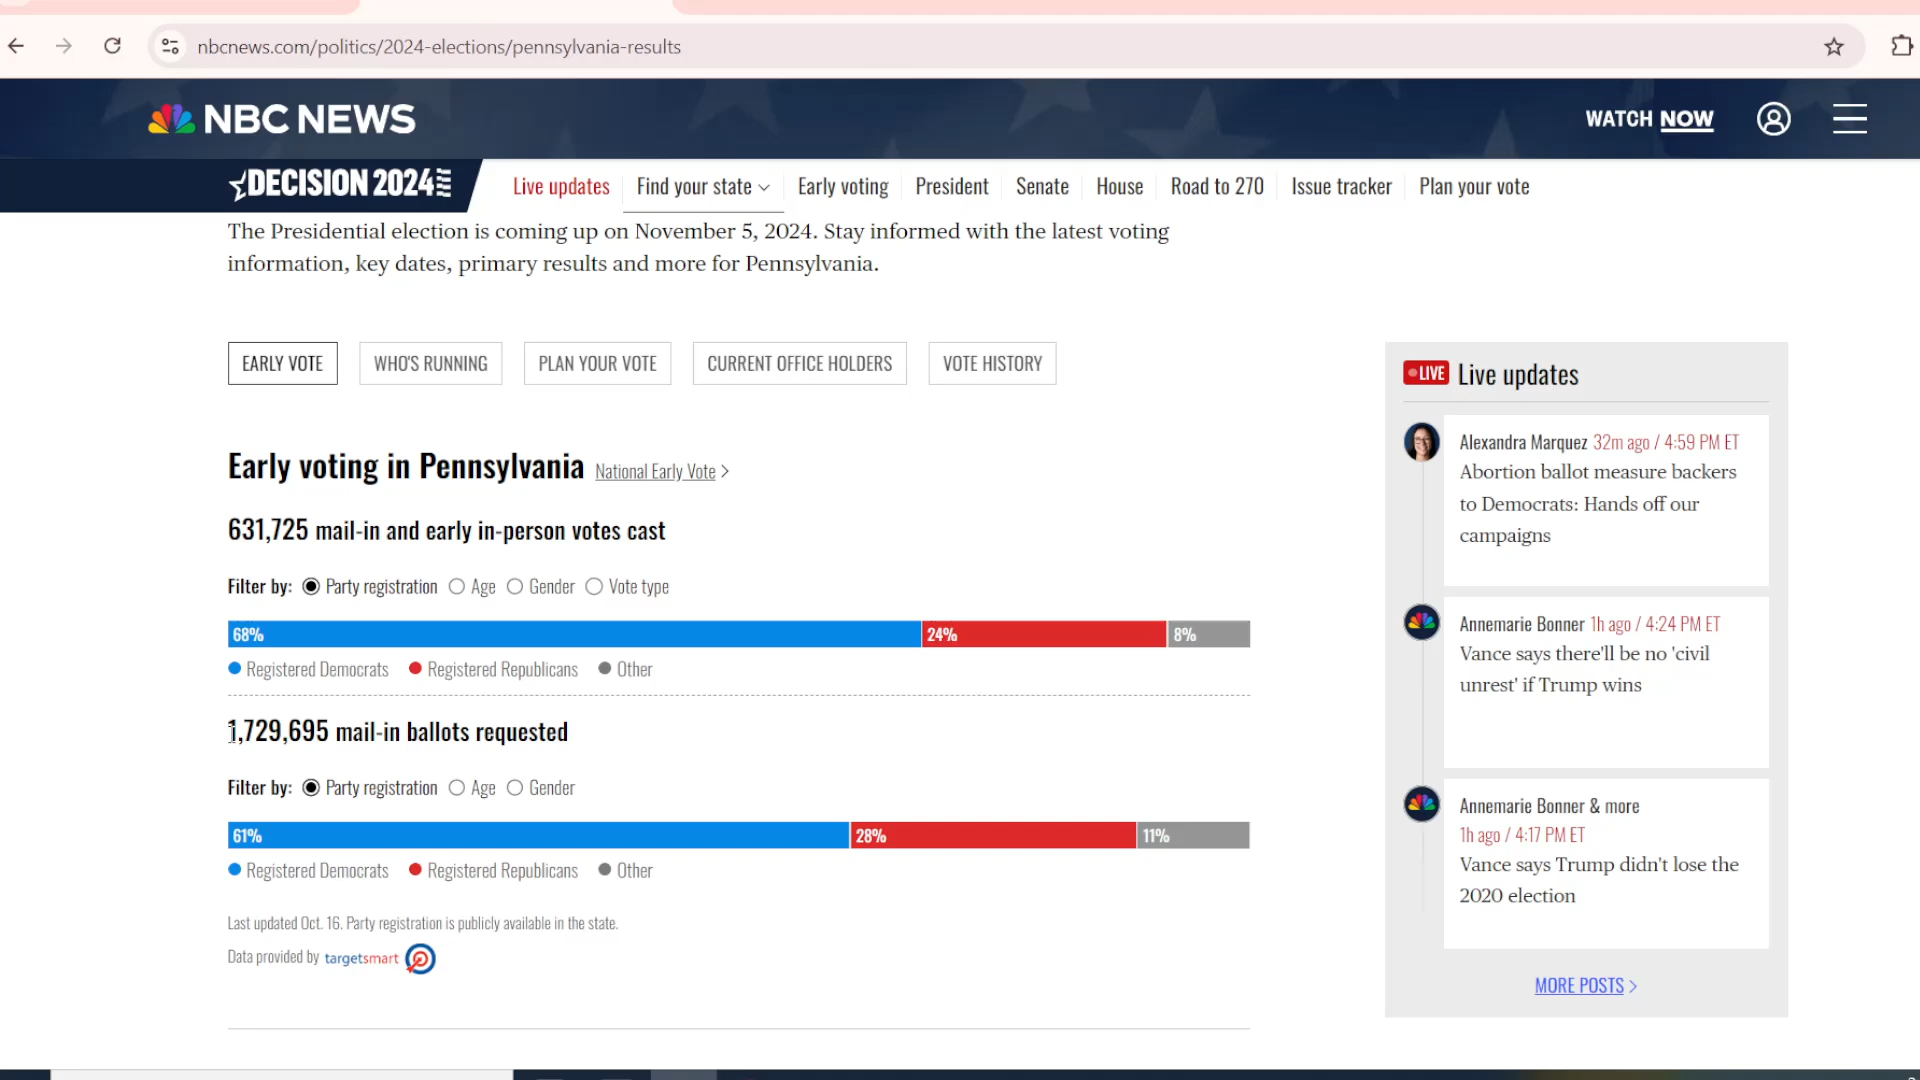 nbcnews.com/politics/2024-elections/pennsylvania-results
NBC NEWS
WATCH NOW
DECISION 2024
Live updates
Find your state
Early voting
President
Senate
House
Road to 270
Issue tracker
Plan your vote
The Presidential election is coming up on November 5, 2024. Stay informed with the latest voting
information, key dates, primary results and more for Pennsylvania.
EARLY VOTE
WHO'S RUNNING
PLAN YOUR VOTE
CURRENT OFFICE HOLDERS
VOTE HISTORY
Early voting in Pennsylvania National Early Vote >
631,725 mail-in and early in-person votes cast
Filter by: Party registration Age Gender Vote type
68% 24% 8%
Registered Democrats Registered Republicans Other
1,729,695 mail-in ballots requested
Filter by: Party registration Age Gender
61% 28% 11%
Registered Democrats Registered Republicans Other
Last updated Oct. 16. Party registration is publicly available in the state.
Data provided by targetsmart
LIVE Live updates
Alexandra Marquez 32m ago / 4:59 PM ET
Abortion ballot measure backers
to Democrats: Hands off our
campaigns
Annemarie Bonner 1h ago / 4:24 PM ET
Vance says there'll be no 'civil
unrest' if Trump wins
Annemarie Bonner & more
1h ago / 4:17 PM ET
Vance says Trump didn't lose the
2020 election
MORE POSTS >